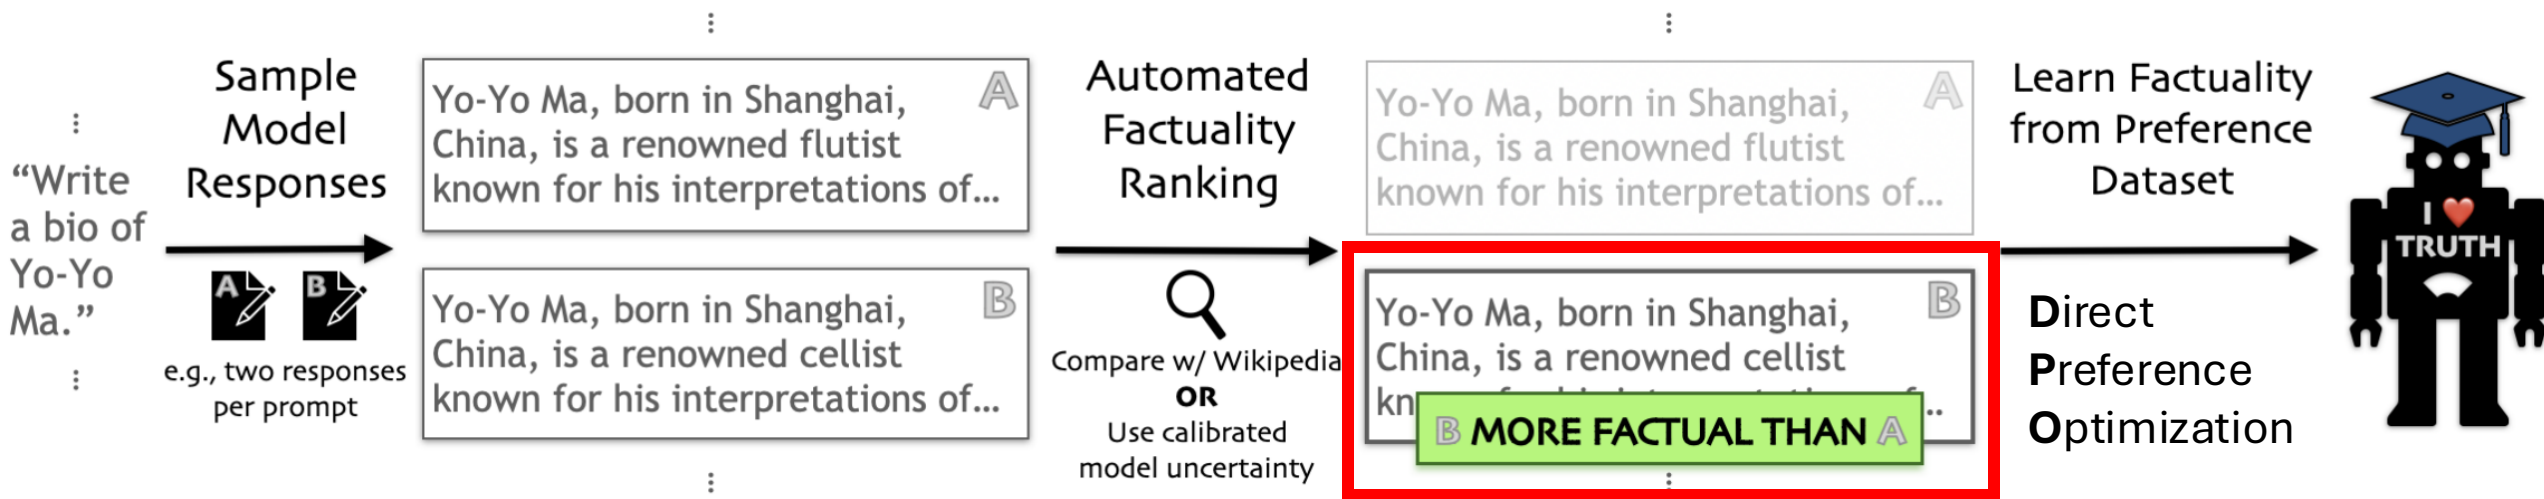 “Write
a bio of
Yo-Yo
Ma.”
Sample
Model
Responses
A
B
e.g., two responses
per prompt
Yo-Yo Ma, born in Shanghai,
A
China, is a renowned flutist
known for his interpretations of...
Yo-Yo Ma, born in Shanghai,
B
China, is a renowned cellist
known for his interpretations of...
Automated
Factuality
Ranking
Compare w/ Wikipedia
OR
Use calibrated
model uncertainty
Yo-Yo Ma, born in Shanghai,
A
China, is a renowned flutist
known for his interpretations of...
Yo-Yo Ma, born in Shanghai,
B
China, is a renowned cellist
B MORE FACTUAL THAN A
Learn Factuality
from Preference
Dataset
Direct
Preference
Optimization
I ❤️
TRUTH